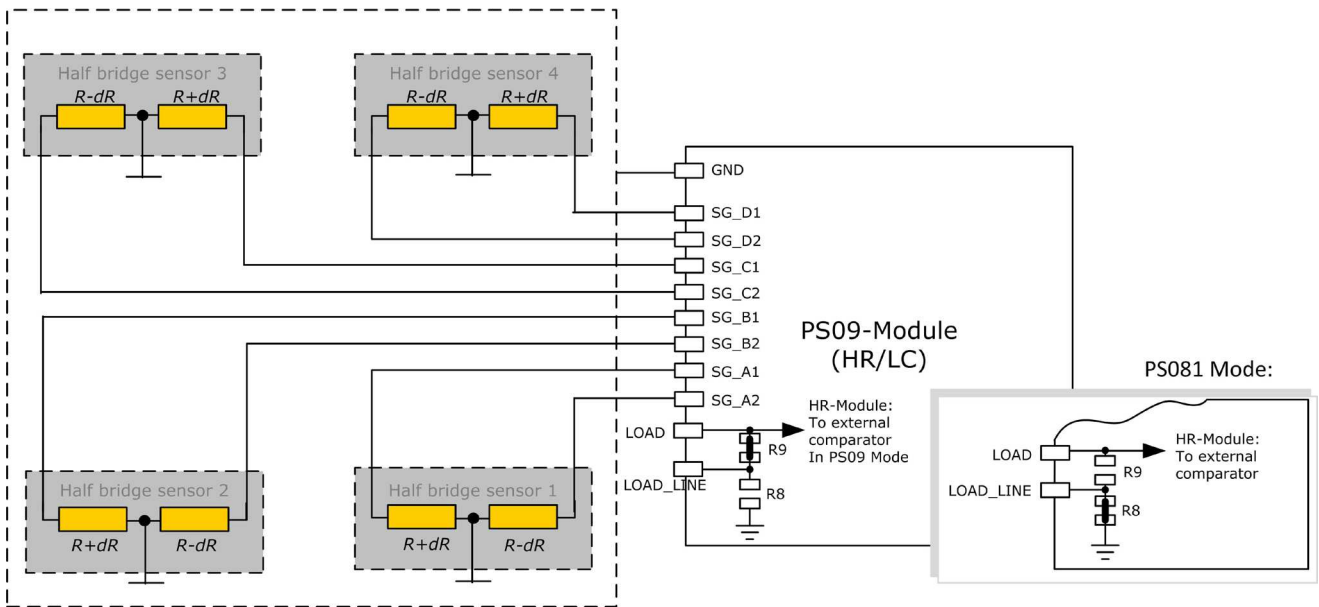 Half bridge sensor 3
R-dR R+dR
Half bridge sensor 4
R-dR R+dR
GND
SG_D1
SG_D2
SG_C1
SG_C2
SG_B1
SG_B2
SG_A1
SG_A2
LOAD
LOAD_LINE
PS09-Module
(HR/LC)
HR-Module:
To external
comparator
In PS09 Mode
R9
R8
PS081 Mode:
LOAD
LOAD_LINE
HR-Module:
To external
comparator
R9
R8
Half bridge sensor 2
R+dR R-dR
Half bridge sensor 1
R+dR R-dR